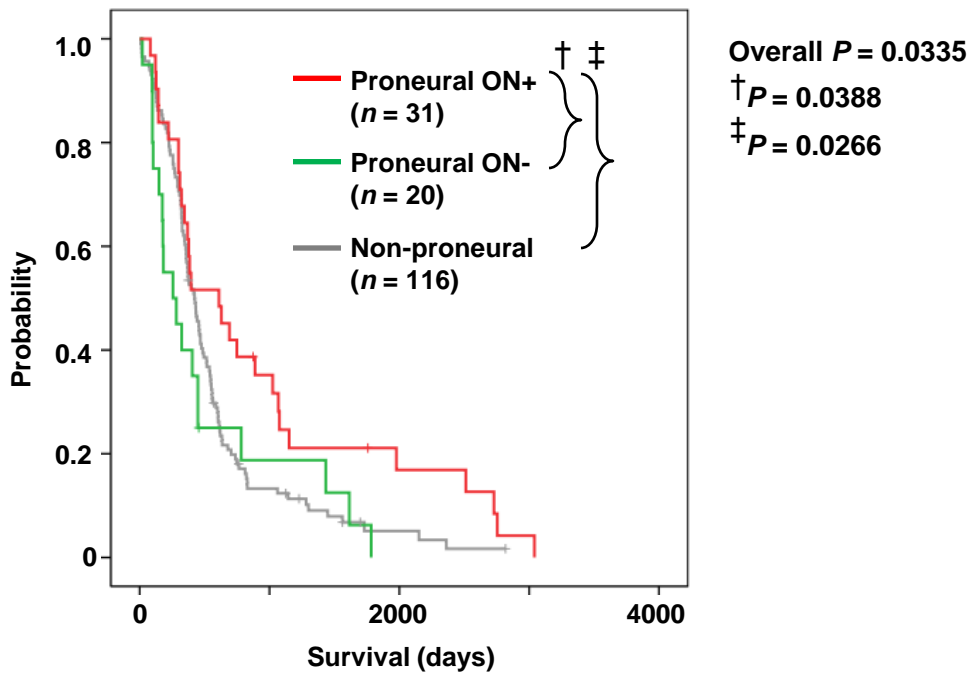 1.0
0.8
0.6
0.4
0.2
0
Probability
0
2000
4000
Survival (days)
† ‡
Proneural ON+
(n = 31)
Proneural ON-
(n = 20)
Non-proneural
(n = 116)
Overall P = 0.0335
†P = 0.0388
‡P = 0.0266